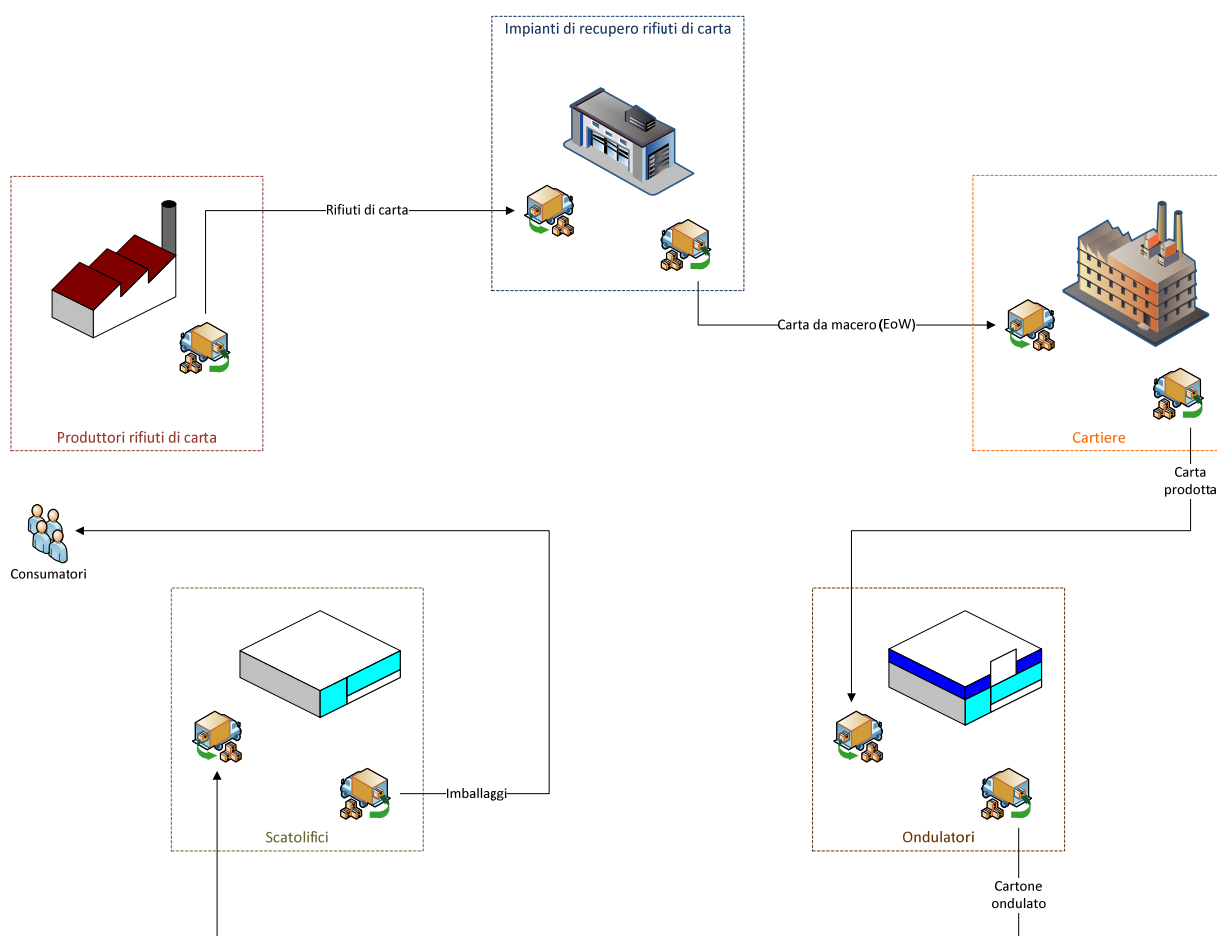 Impianti di recupero rifiuti di carta
Rifiuti di carta
Carta da macero (EoW)
Produttori rifiuti di carta
Cartiere
Carta
prodotta
Consumatori
Imballaggi
Scatolifici
Ondulatori
Cartone
ondulato